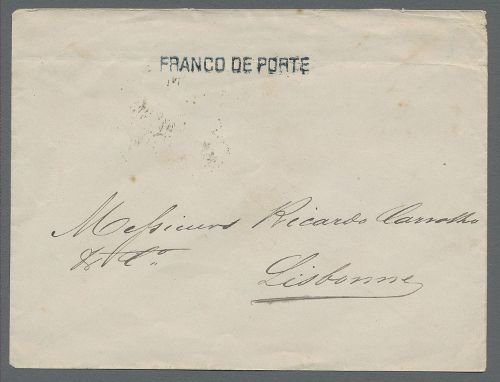 FRANCO DE PORTE
Messieurs Ricardo Carvalho
& Cº
Lisbonne